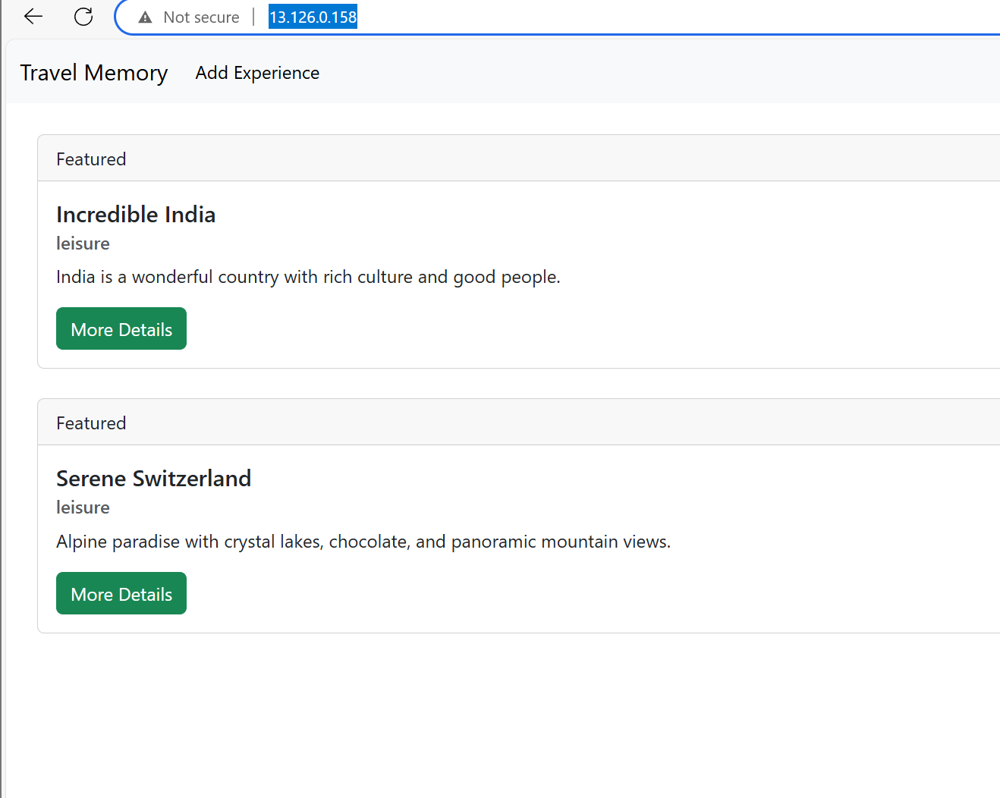 Not secure | 13.126.0.158
Travel Memory Add Experience
Featured
Incredible India
leisure
India is a wonderful country with rich culture and good people.
More Details
Featured
Serene Switzerland
leisure
Alpine paradise with crystal lakes, chocolate, and panoramic mountain views.
More Details